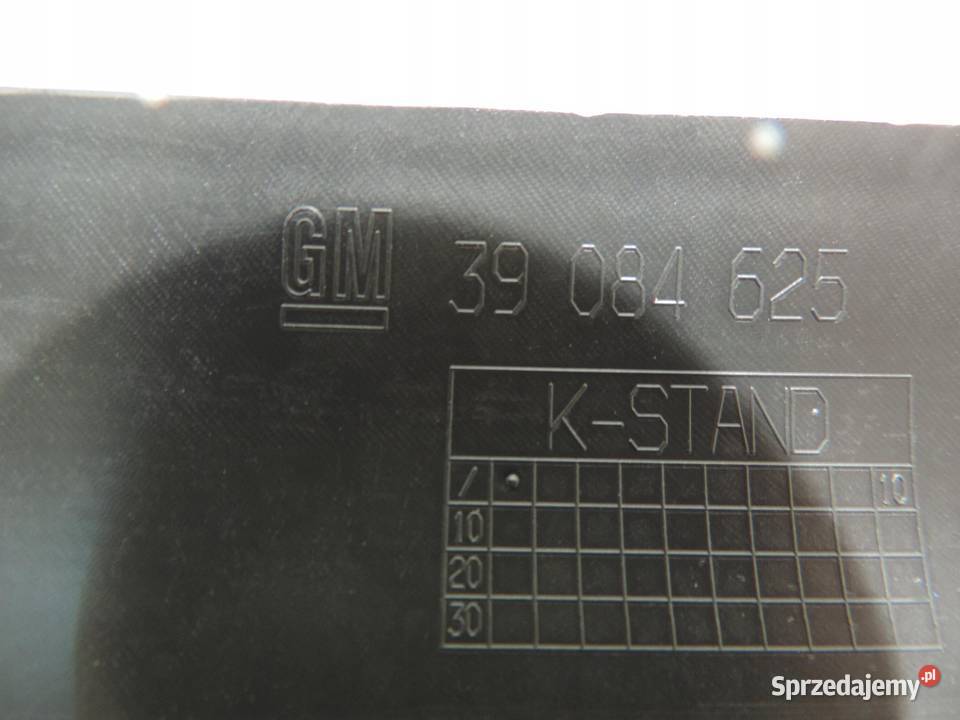 GM 39 084 625
K-STAND
/ 10
10
20
30
Sprzedajemy.pl